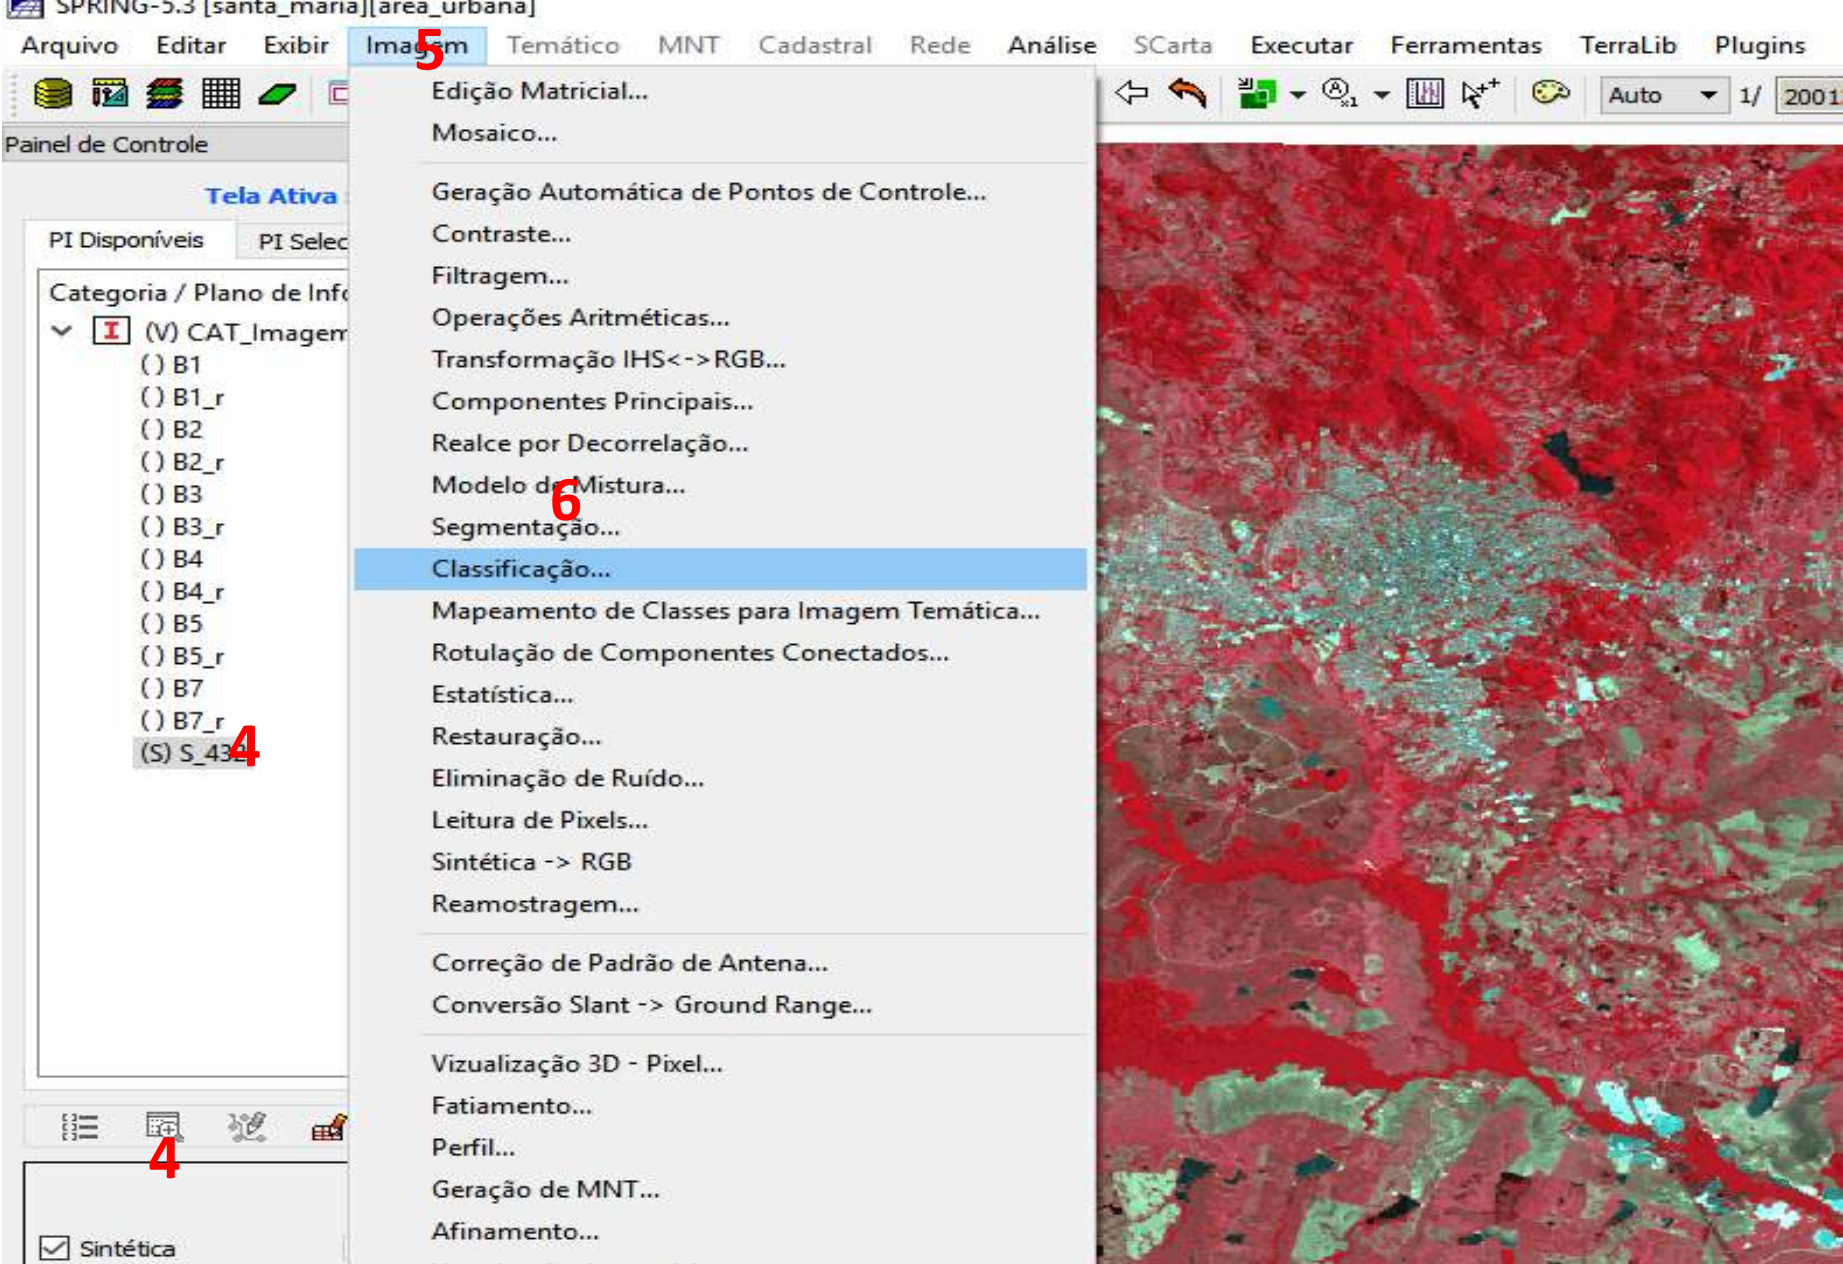 SPRING-5.3 [santa_maria][area_urbana]
Arquivo Editar Exibir Imagem Temático MNT Cadastral Rede Análise SCarta Executar Ferramentas TerraLib Plugins
5
Auto 1/ 2001
Painel de Controle
Tela Ativa
PI Disponíveis PI Selec
Categoria / Plano de Info
I (V) CAT_Imagem
() B1
() B1_r
() B2
() B2_r
() B3
() B3_r
() B4
() B4_r
() B5
() B5_r
() B7
() B7_r
(S) S_432
4
4
Sintética
Edição Matricial...
Mosaico...
Geração Automática de Pontos de Controle...
Contraste...
Filtragem...
Operações Aritméticas...
Transformação IHS<->RGB...
Componentes Principais...
Realce por Decorrelação...
Modelo de Mistura...
6
Segmentação...
Classificação...
Mapeamento de Classes para Imagem Temática...
Rotulação de Componentes Conectados...
Estatística...
Restauração...
Eliminação de Ruído...
Leitura de Pixels...
Sintética -> RGB
Reamostragem...
Correção de Padrão de Antena...
Conversão Slant -> Ground Range...
Vizualização 3D - Pixel...
Fatiamento...
Perfil...
Geração de MNT...
Afinamento...